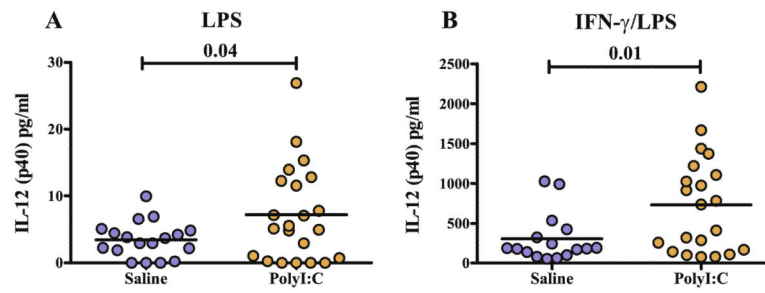 A
LPS
0.04
IL-12 (p40) pg/ml
30
20
10
0
Saline
PolyI:C
B
IFN-γ/LPS
0.01
IL-12 (p40) pg/ml
2500
2000
1500
1000
500
0
Saline
PolyI:C